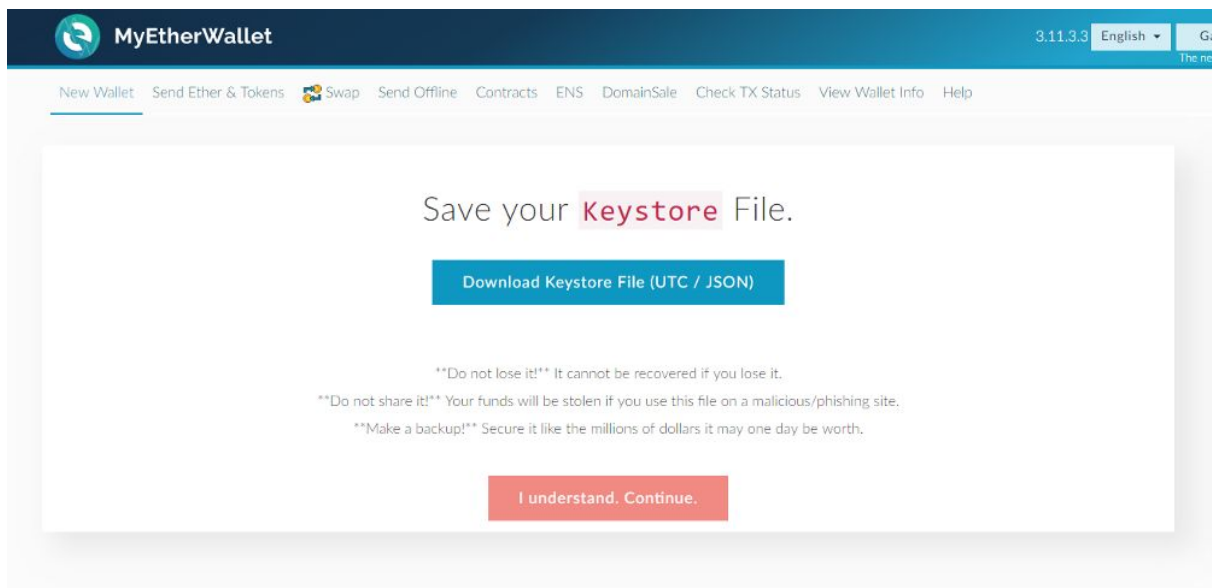 MyEtherWallet
3.11.3.3 English
New Wallet Send Ether & Tokens Swap Send Offline Contracts ENS DomainSale Check TX Status View Wallet Info Help
Save your Keystore File.
Download Keystore File (UTC / JSON)
**Do not lose it!** It cannot be recovered if you lose it.
**Do not share it!** Your funds will be stolen if you use this file on a malicious/phishing site.
**Make a backup!** Secure it like the millions of dollars it may one day be worth.
I understand. Continue.